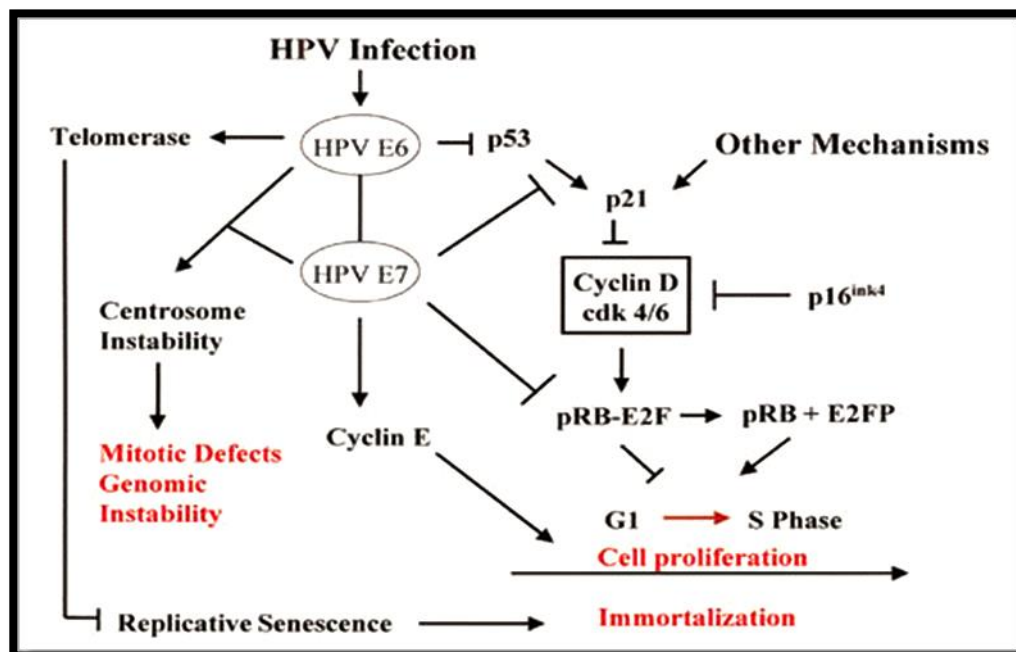 HPV Infection
Telomerase
HPV E6
p53
Other Mechanisms
p21
HPV E7
Cyclin D
cdk 4/6
p16ink4
Centrosome
Instability
pRB-E2F
pRB + E2FP
Cyclin E
Mitotic Defects
Genomic
Instability
G1
S Phase
Cell proliferation
Replicative Senescence
Immortalization